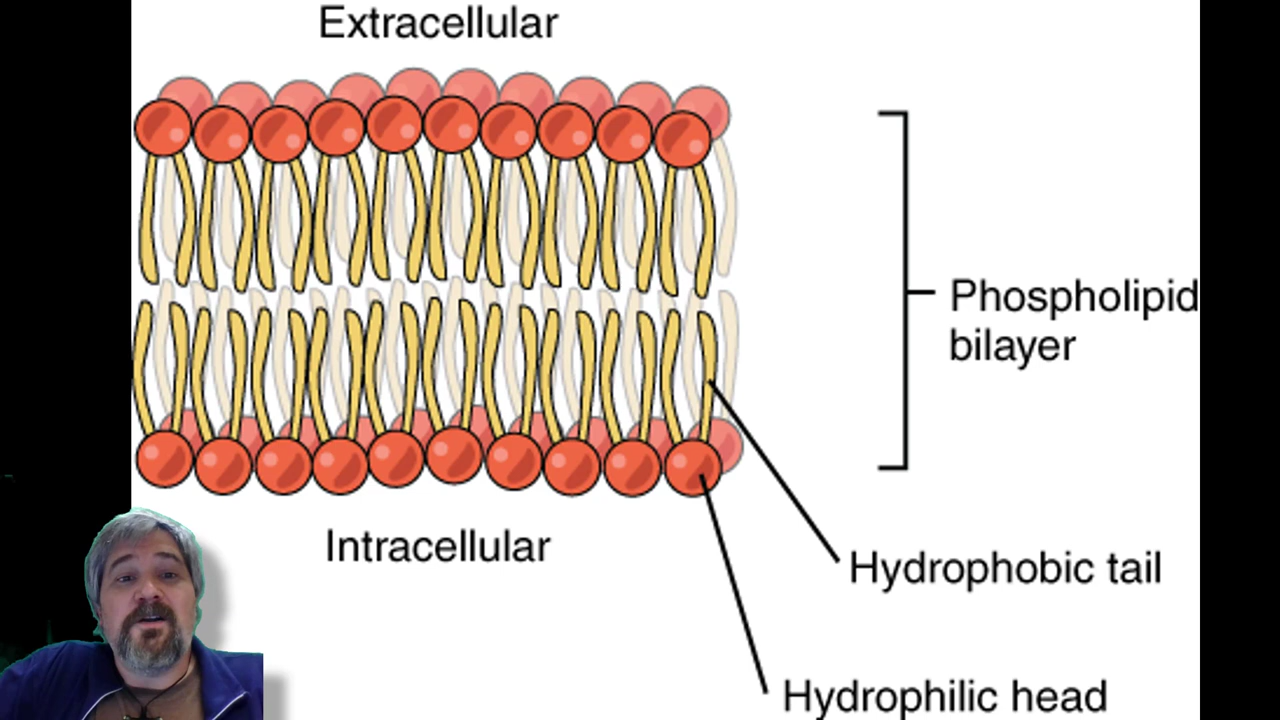 Extracellular
Phospholipid
bilayer
Intracellular
Hydrophobic tail
Hydrophilic head